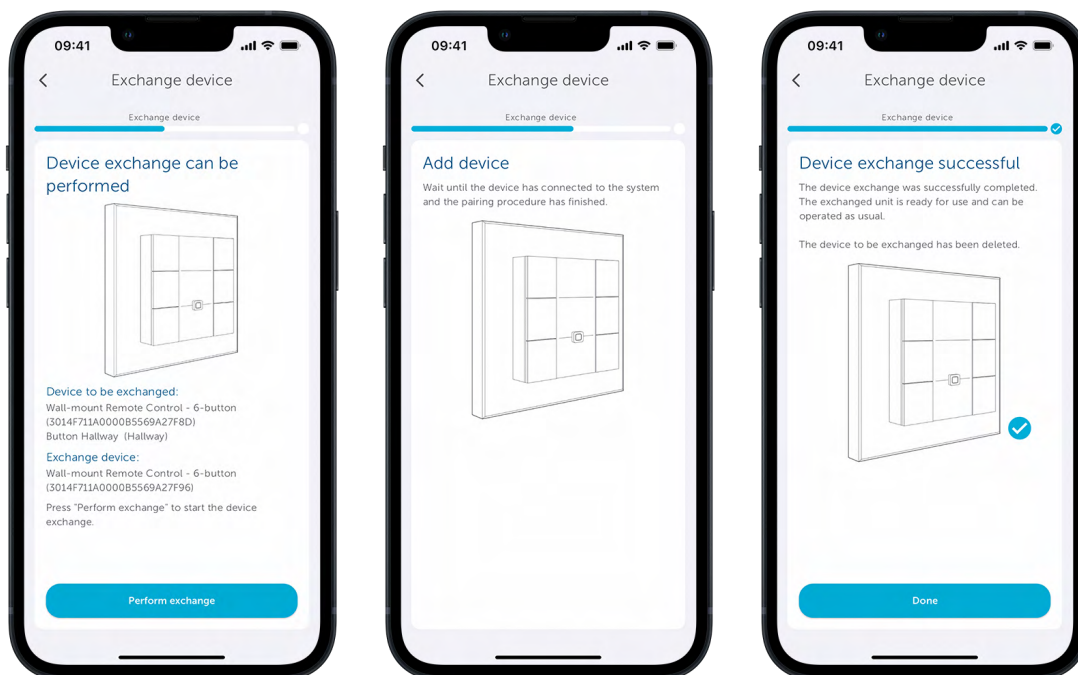 09:41
Exchange device
Exchange device
Device exchange can be
performed
Device to be exchanged:
Wall-mount Remote Control - 6-button
(3014F711A0000B5569A27F8D)
Button Hallway  (Hallway)
Exchange device:
Wall-mount Remote Control - 6-button
(3014F711A0000B5569A27F96)
Press "Perform exchange" to start the device
exchange.
Perform exchange
09:41
Exchange device
Exchange device
Add device
Wait until the device has connected to the system
and the pairing procedure has finished.
09:41
Exchange device
Exchange device
Device exchange successful
The device exchange was successfully completed.
The exchanged unit is ready for use and can be
operated as usual.
The device to be exchanged has been deleted.
Done